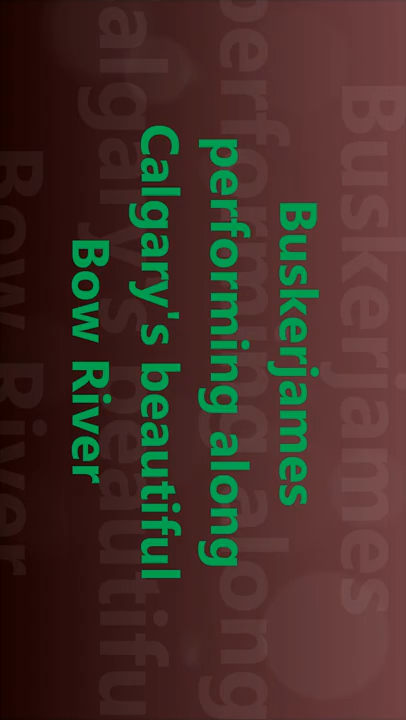 Buskerjames
performing along
Calgary's beautiful
Bow River